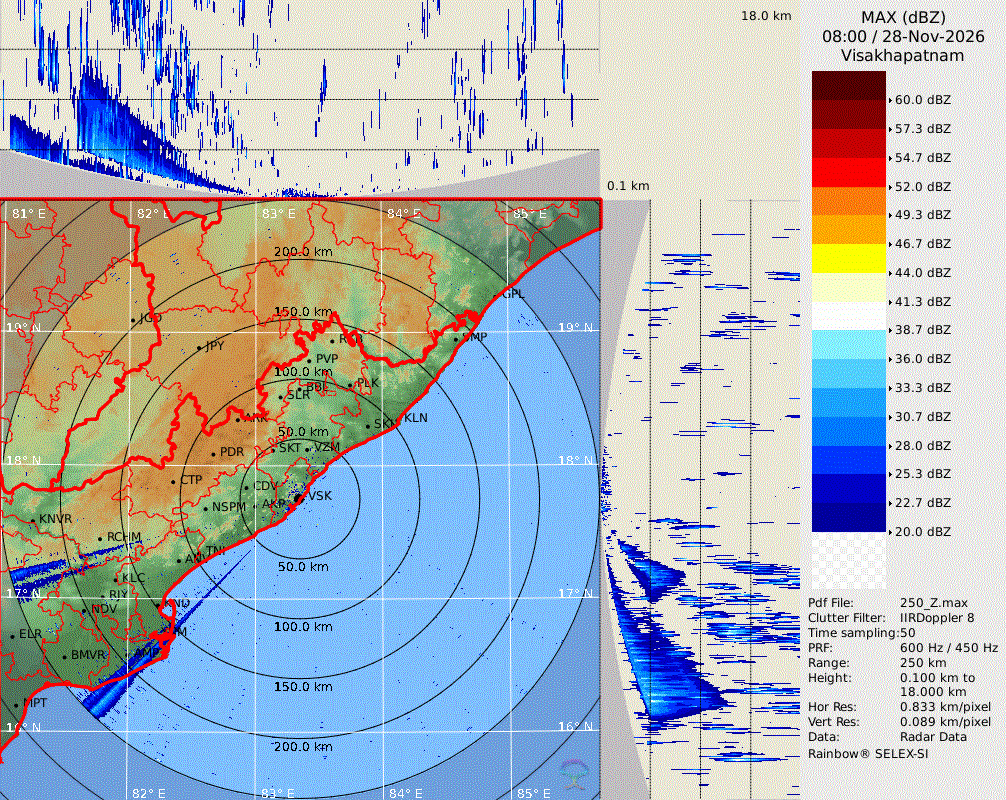 18.0 km
MAX (dBZ)
08:00 / 28-Nov-2026
Visakhapatnam
60.0 dBZ
57.3 dBZ
54.7 dBZ
52.0 dBZ
49.3 dBZ
46.7 dBZ
44.0 dBZ
41.3 dBZ
38.7 dBZ
36.0 dBZ
33.3 dBZ
30.7 dBZ
28.0 dBZ
25.3 dBZ
22.7 dBZ
20.0 dBZ
0.1 km
81° E 82° E 83° E 84° E 85° E
200.0 km
GPL
150.0 km
JGD
19° N 19° N
JPY
PVP
100.0 km
PLK
BBL
SLR
KLN
50.0 km
SKT VZM
PDR
18° N 18° N
CTP
CDV
VSK
AKP
NSPM
KNVR
RCHM
TNI
50.0 km
KLC
17° N 17° N
RJY
KND
NDV
100.0 km
ELR
BMVR
150.0 km
MPT
16° N 16° N
200.0 km
82° E 83° E 84° E 85° E
Pdf File: 250_Z.max
Clutter Filter: IIRDoppler 8
Time sampling:50
PRF: 600 Hz / 450 Hz
Range: 250 km
Height: 0.100 km to
18.000 km
Hor Res: 0.833 km/pixel
Vert Res: 0.089 km/pixel
Data: Radar Data
Rainbow® SELEX-SI